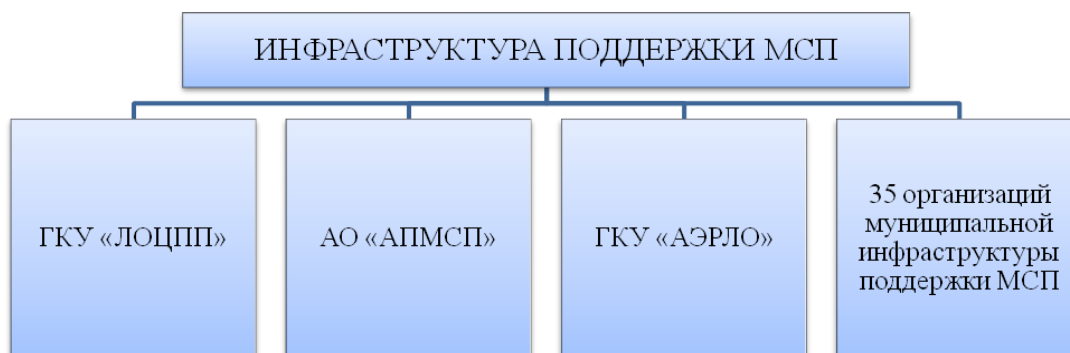 ИНФРАСТРУКТУРА ПОДДЕРЖКИ МСП
ГКУ «ЛОЦПП»
АО «АПМСП»
ГКУ «АЭРЛО»
35 организаций
муниципальной
инфраструктуры
поддержки МСП